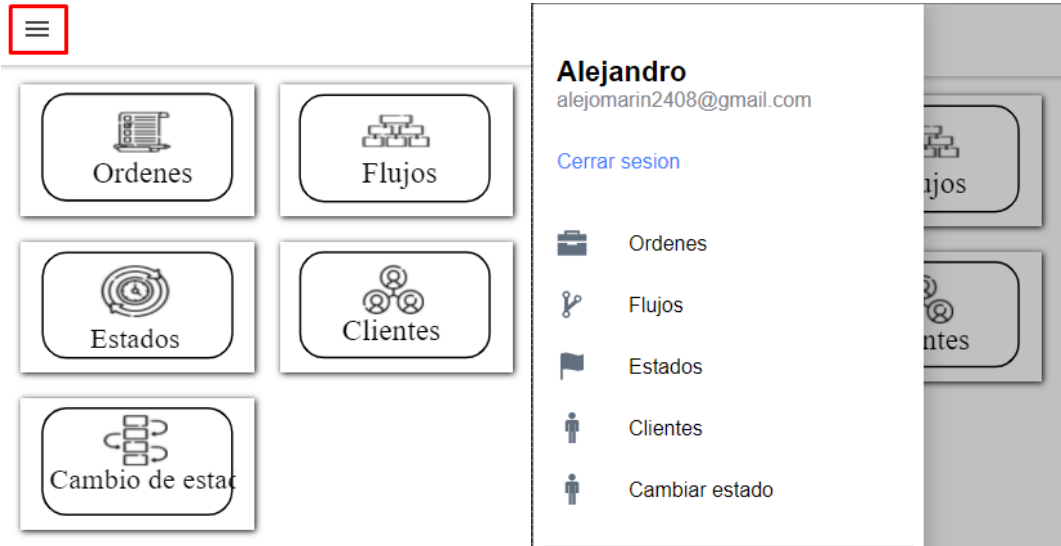 Ordenes
Flujos
Estados
Clientes
Cambio de estad
Alejandro
alejomarin2408@gmail.com
Cerrar sesion
Ordenes
Flujos
Estados
Clientes
Cambiar estado
ujos
ntes